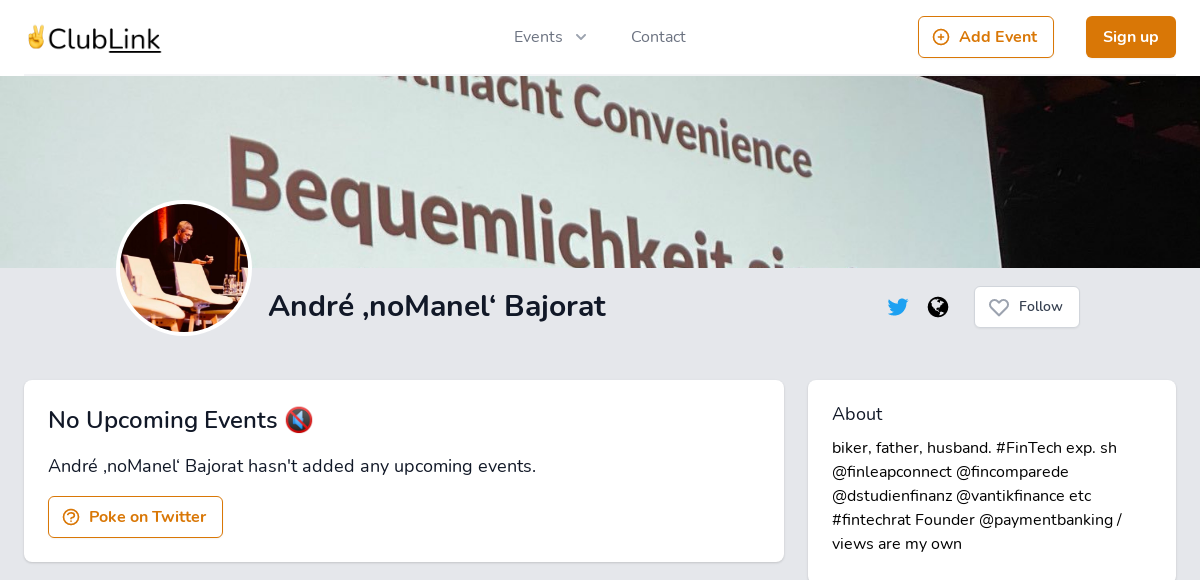 ClubLink
Events
Contact
Add Event
Sign up
Convenience
Bequemlichkeit
André ‚noManel‘ Bajorat
Follow
No Upcoming Events
André ‚noManel‘ Bajorat hasn't added any upcoming events.
Poke on Twitter
About
biker, father, husband. #FinTech exp. sh
@finleapconnect @fincomparede
@dstudienfinanz @vantikfinance etc
#fintechrat Founder @paymentbanking /
views are my own